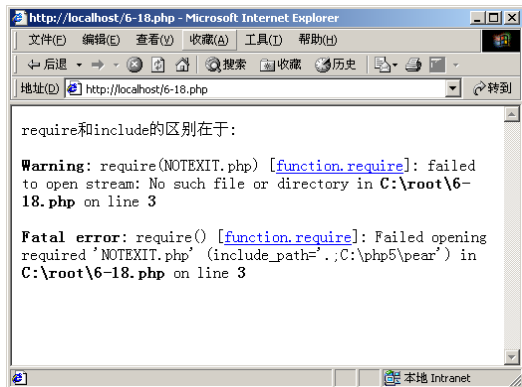 http://localhost/6-18.php - Microsoft Internet Explorer
文件(F) 编辑(E) 查看(V) 收藏(A) 工具(T) 帮助(H)
后退 搜索 收藏 历史
地址(D) http://localhost/6-18.php 转到
require和include的区别在于:
Warning: require(NOTEXIT.php) [function.require]: failed
to open stream: No such file or directory in C:\root\6-
18.php on line 3
Fatal error: require() [function.require]: Failed opening
required 'NOTEXIT.php' (include_path='.;C:\php5\pear') in
C:\root\6-18.php on line 3
本地 Intranet